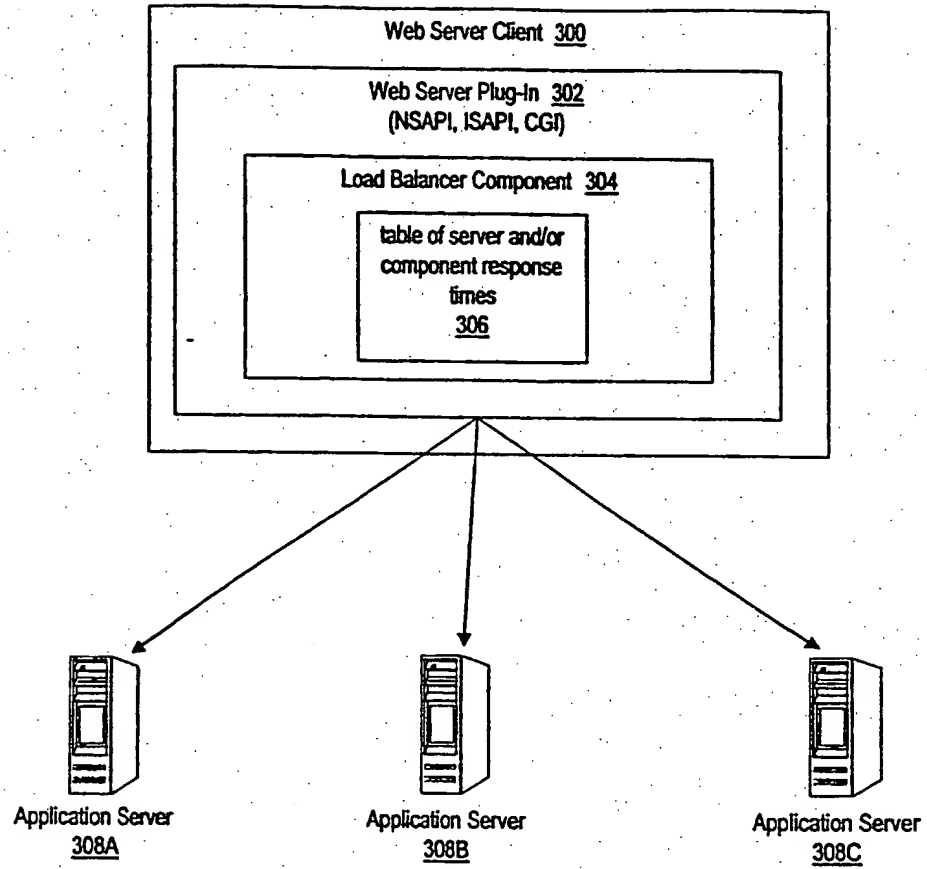 Web Server Client 300
Web Server Plug-In 302
(NSAPI, ISAPI, CGI)
Load Balancer Component 304
table of server and/or
component response
times
306
Application Server
308A
Application Server
308B
Application Server
308C